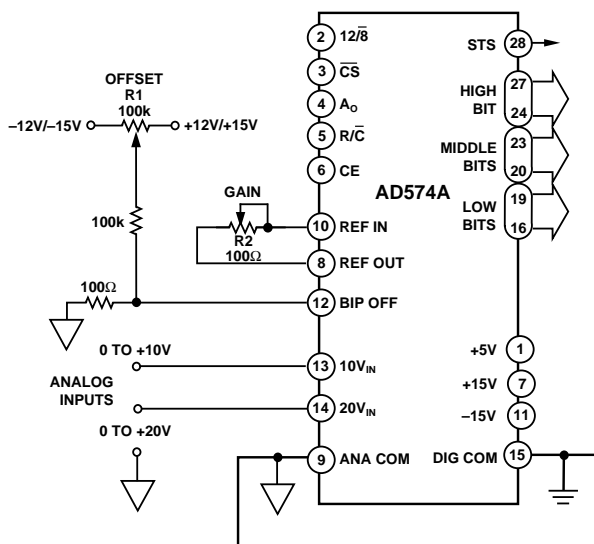 2 12/8̅
STS 28
3 C̅S̅
OFFSET
R1
100k
–12V/–15V +12V/+15V
4 AO
5 R/C̅
6 CE
27
HIGH
BIT
24
23
MIDDLE
BITS
20
19
LOW
BITS
16
AD574A
100k
GAIN
R2
100Ω
10 REF IN
8 REF OUT
100Ω
12 BIP OFF
0 TO +10V
13 10VIN
ANALOG
INPUTS
14 20VIN
0 TO +20V
9 ANA COM
+5V 1
+15V 7
–15V 11
DIG COM 15